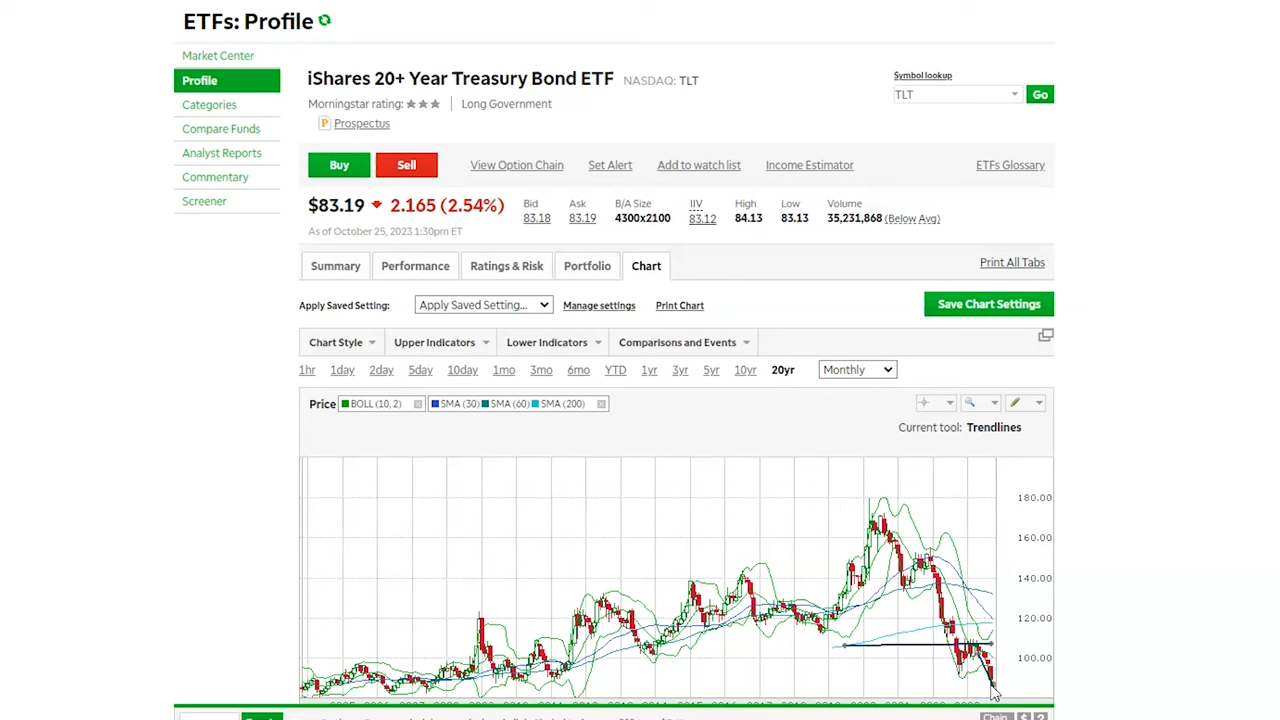 ETFs: Profile
Market Center
Profile
Categories
Compare Funds
Analyst Reports
Commentary
Screener
iShares 20+ Year Treasury Bond ETF NASDAQ: TLT
Morningstar rating: ★★★ Long Government
P Prospectus
Symbol lookup
TLT Go
Buy Sell View Option Chain Set Alert Add to watch list Income Estimator ETFs Glossary
$83.19 2.165 (2.54%)
Bid Ask B/A Size IIV High Low Volume
83.18 83.19 4300x2100 83.12 84.13 83.13 35,231,868 (Below Avg)
As of October 25, 2023 1:30pm ET
Summary Performance Ratings & Risk Portfolio Chart Print All Tabs
Apply Saved Setting: Apply Saved Setting... Manage settings Print Chart Save Chart Settings
Chart Style Upper Indicators Lower Indicators Comparisons and Events
1hr 1day 2day 5day 10day 1mo 3mo 6mo YTD 1yr 3yr 5yr 10yr 20yr Monthly
Price BOLL (10, 2) SMA (30) SMA (60) SMA (200)
Current tool: Trendlines
180.00
160.00
140.00
120.00
100.00
Chain $ ?